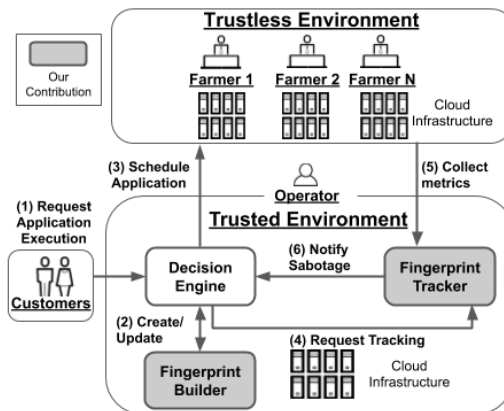 Trustless Environment
Our
Contribution
Farmer 1
Farmer 2
Farmer N
Cloud
Infrastructure
(3) Schedule
Application
Operator
(5) Collect
metrics
(1) Request
Application
Execution
Trusted Environment
Customers
Decision
Engine
(6) Notify
Sabotage
Fingerprint
Tracker
(2) Create/
Update
(4) Request Tracking
Fingerprint
Builder
Cloud
Infrastructure